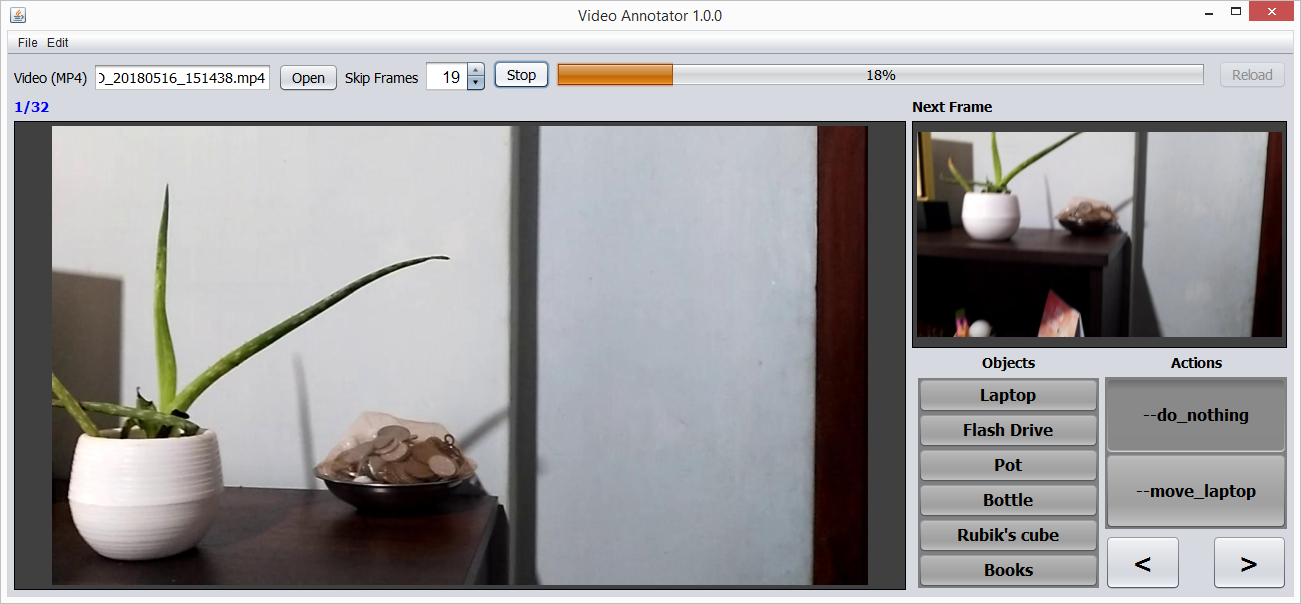 Video Annotator 1.0.0
File Edit
Video (MP4) O_20180516_151438.mp4 Open Skip Frames 19 Stop 18% Reload
1/32 Next Frame
Objects Actions
Laptop
Flash Drive
Pot
Bottle
Rubik's cube
Books
--do_nothing
--move_laptop
< >